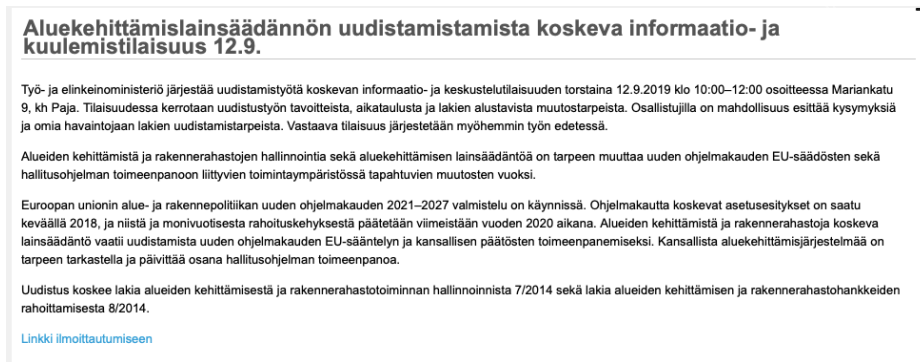 Aluekehittämislainsäädännön uudistamistamista koskeva informaatio- ja
kuulemistilaisuus 12.9.
Työ- ja elinkeinoministeriö järjestää uudistamistyötä koskevan informaatio- ja keskustelutilaisuuden torstaina 12.9.2019 klo 10:00–12:00 osoitteessa Mariankatu
9, kh Paja. Tilaisuudessa kerrotaan uudistustyön tavoitteista, aikataulusta ja lakien alustavista muutostarpeista. Osallistujilla on mahdollisuus esittää kysymyksiä
ja omia havaintojaan lakien uudistamistarpeista. Vastaava tilaisuus järjestetään myöhemmin työn edetessä.
Alueiden kehittämistä ja rakennerahastojen hallinnointia sekä aluekehittämisen lainsäädäntöä on tarpeen muuttaa uuden ohjelmakauden EU-säädösten sekä
hallitusohjelman toimeenpanoon liittyvien toimintaympäristössä tapahtuvien muutosten vuoksi.
Euroopan unionin alue- ja rakennepolitiikan uuden ohjelmakauden 2021–2027 valmistelu on käynnissä. Ohjelmakautta koskevat asetusesitykset on saatu
keväällä 2018, ja niistä ja monivuotisesta rahoituskehyksestä päätetään viimeistään vuoden 2020 aikana. Alueiden kehittämistä ja rakennerahastoja koskeva
lainsäädäntö vaatii uudistamista uuden ohjelmakauden EU-sääntelyn ja kansallisen päätösten toimeenpanemiseksi. Kansallista aluekehittämisjärjestelmää on
tarpeen tarkastella ja päivittää osana hallitusohjelman toimeenpanoa.
Uudistus koskee lakia alueiden kehittämisestä ja rakennerahastotoiminnan hallinnoinnista 7/2014 sekä lakia alueiden kehittämisen ja rakennerahastohankkeiden
rahoittamisesta 8/2014.
Linkki ilmoittautumiseen